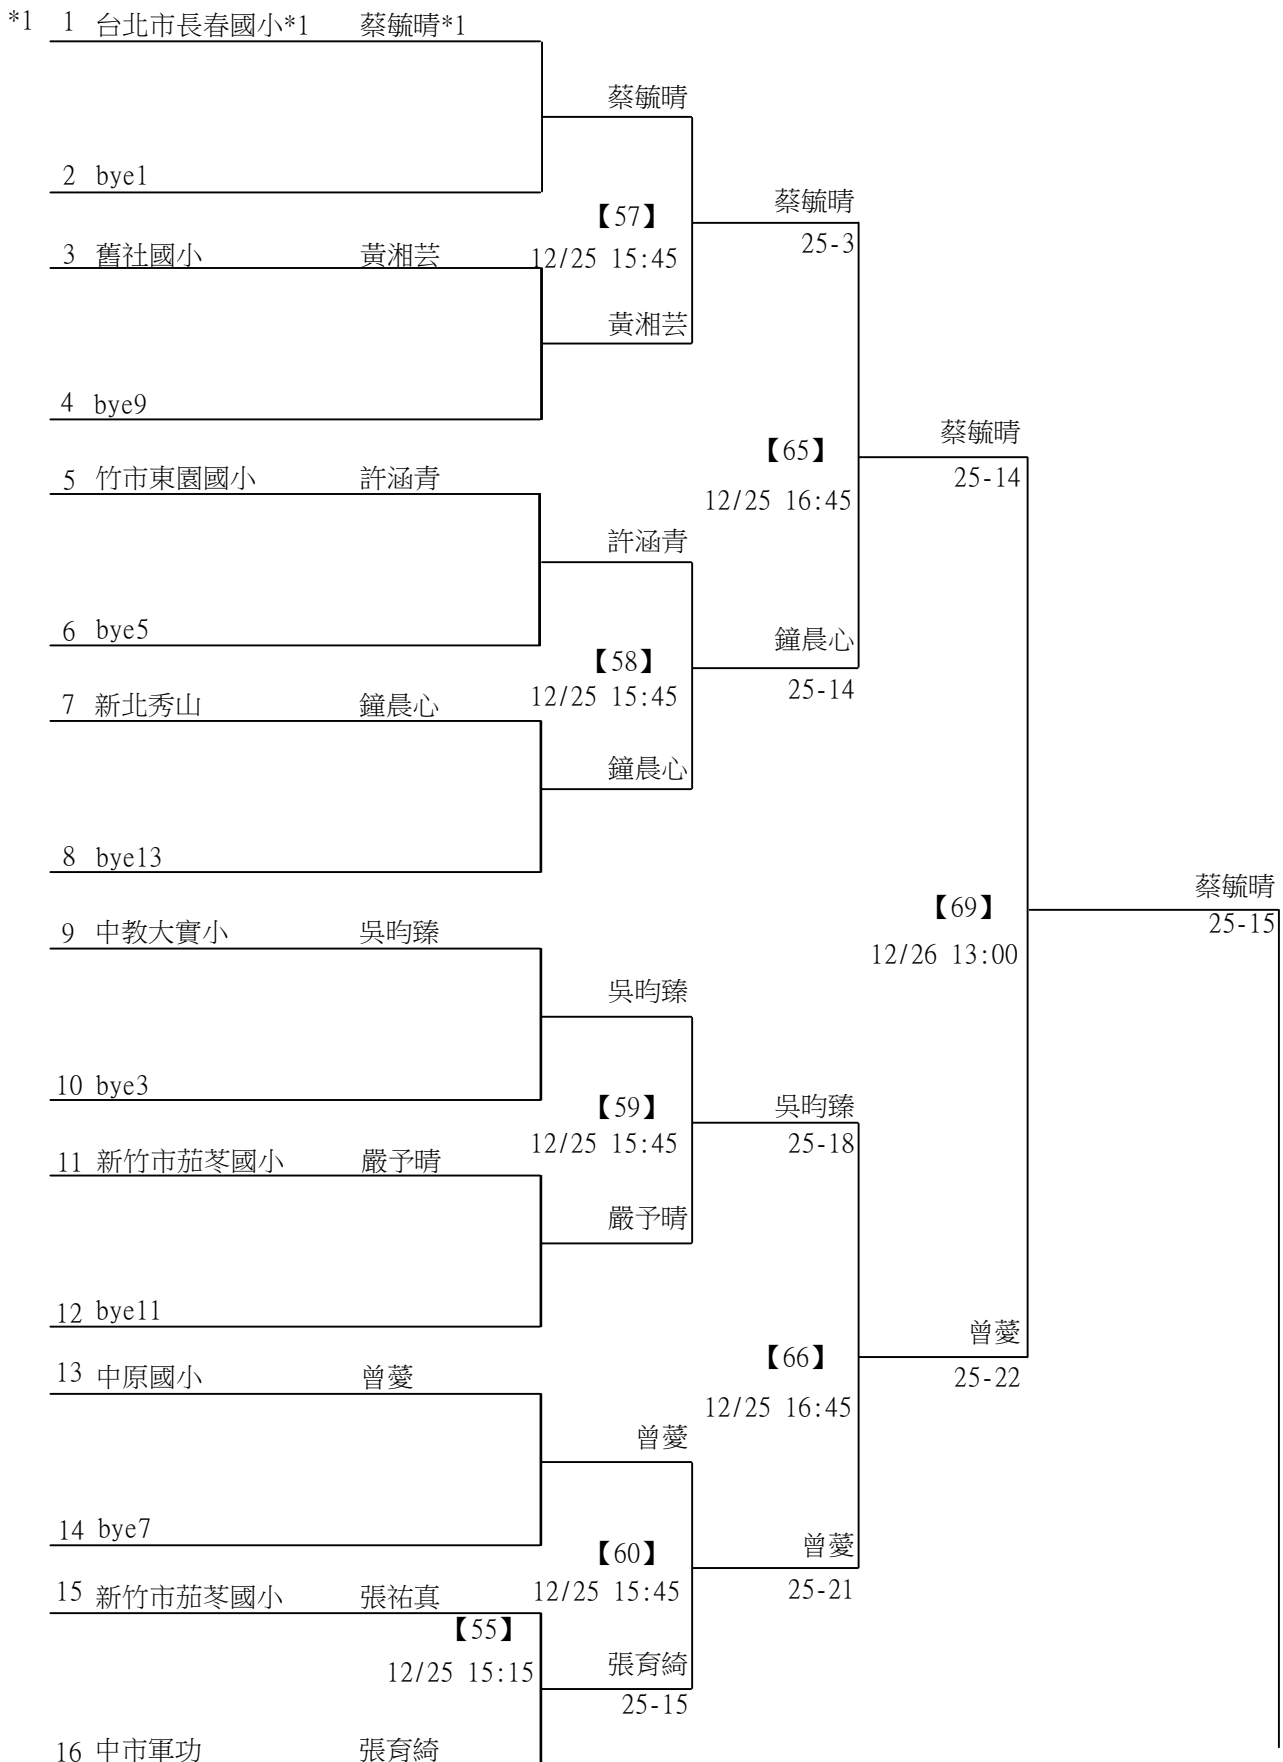 *1 1 台北市長春國小*1 蔡毓晴*1
蔡毓晴
2 bye1
蔡毓晴
【57】
25-3
3 舊社國小 黃湘芸
12/25 15:45
黃湘芸
4 bye9
蔡毓晴
【65】
25-14
5 竹市東園國小 許涵青
12/25 16:45
許涵青
6 bye5
鐘晨心
【58】
25-14
7 新北秀山 鐘晨心
12/25 15:45
鐘晨心
8 bye13
蔡毓晴
【69】
25-15
9 中教大實小 吳昀臻
12/26 13:00
吳昀臻
10 bye3
吳昀臻
【59】
25-18
12/25 15:45
11 新竹市茄苳國小 嚴予晴
嚴予晴
12 bye11
曾薆
【66】
25-22
13 中原國小 曾薆
12/25 16:45
曾薆
14 bye7
曾薆
【60】
25-21
15 新竹市茄苳國小 張祐真
12/25 15:45
【55】
12/25 15:15
張育綺
25-15
16 中市軍功 張育綺